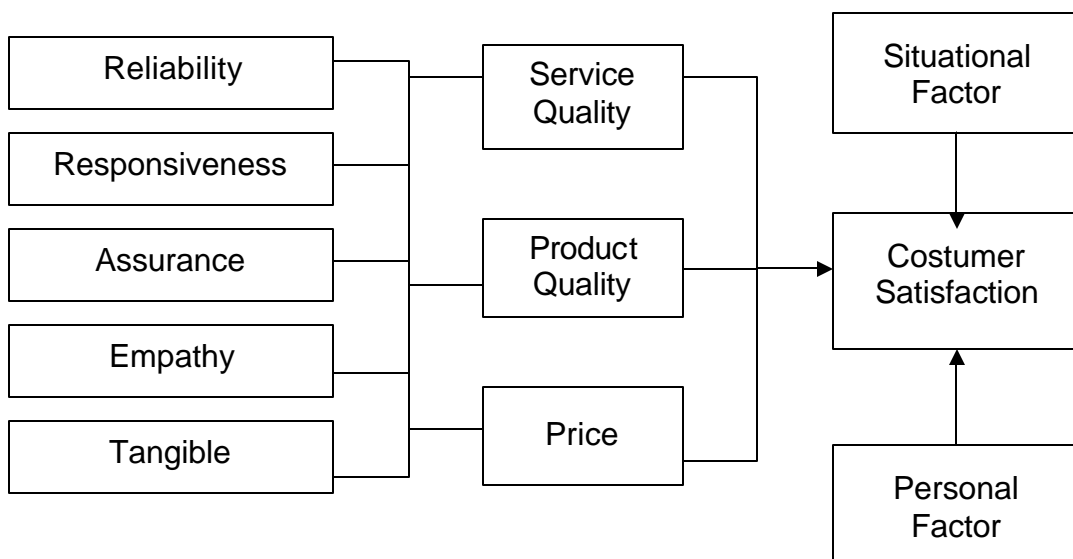 Reliability
Responsiveness
Assurance
Empathy
Tangible
Service
Quality
Product
Quality
Price
Situational
Factor
Costumer
Satisfaction
Personal
Factor